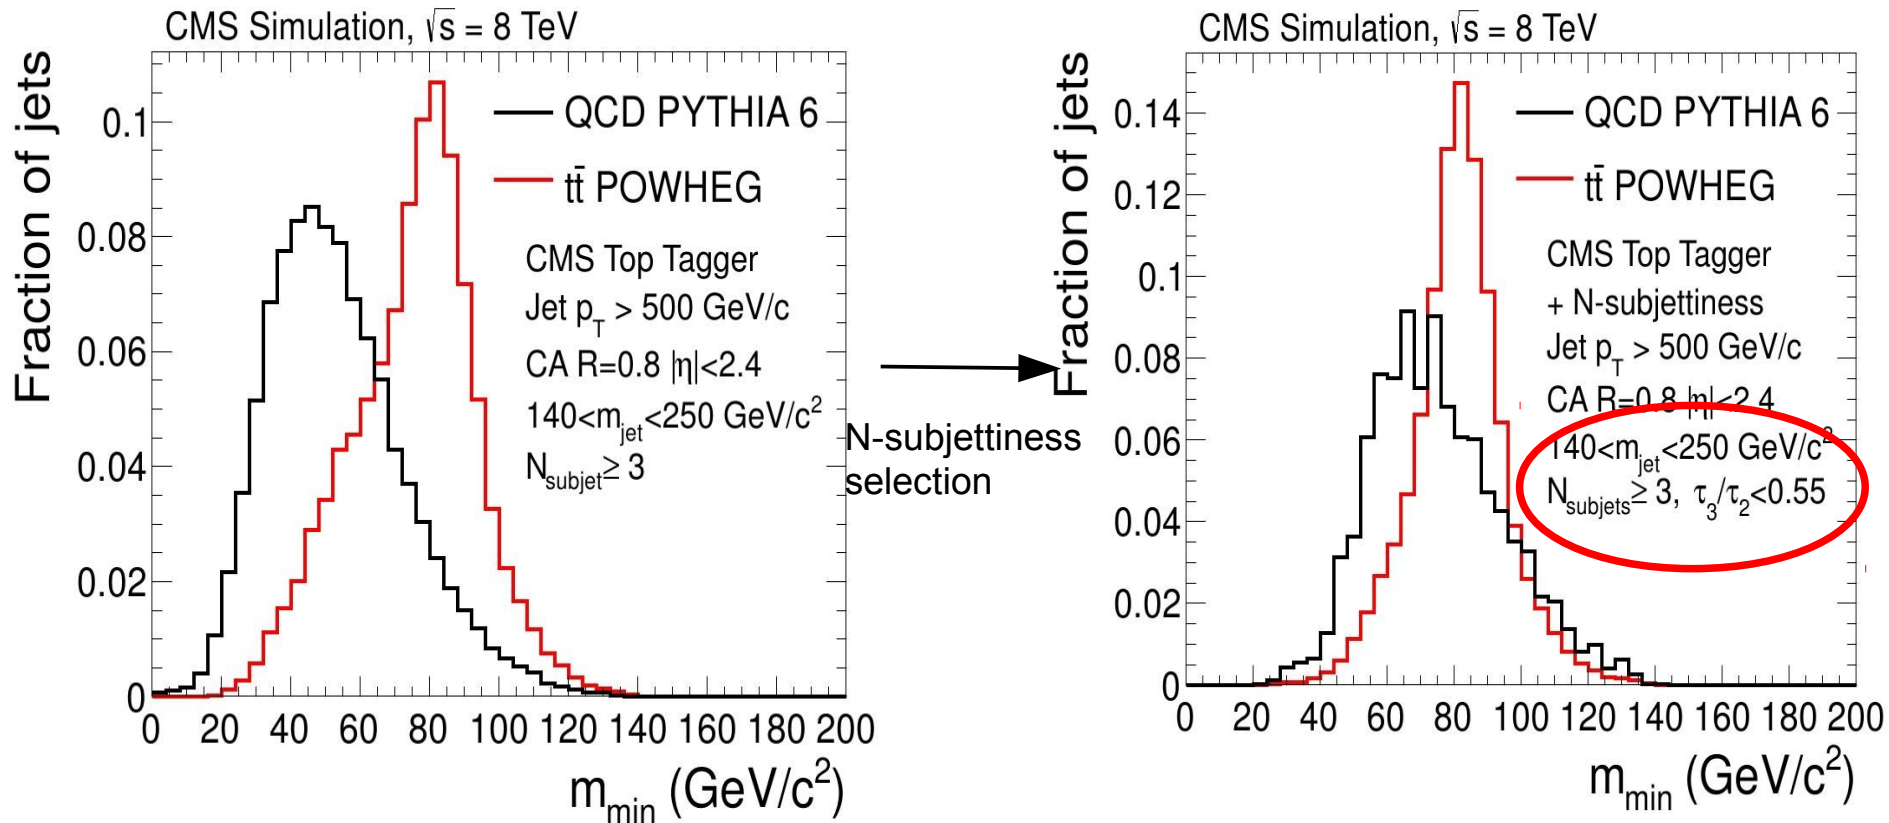 CMS Simulation, √s = 8 TeV
Fraction of jets
0.1
0.08
0.06
0.04
0.02
0
QCD PYTHIA 6
tt̄ POWHEG
CMS Top Tagger
Jet p_T > 500 GeV/c
CA R=0.8 |η|<2.4
140<m_jet<250 GeV/c²
N_subjet≥ 3
0 20 40 60 80 100 120 140 160 180 200
m_min (GeV/c²)
N-subjettiness
selection
CMS Simulation, √s = 8 TeV
Fraction of jets
0.14
0.12
0.1
0.08
0.06
0.04
0.02
0
QCD PYTHIA 6
tt̄ POWHEG
CMS Top Tagger
+ N-subjettiness
Jet p_T > 500 GeV/c
CA R=0.8 |η|<2.4
140<m_jet<250 GeV/c²
N_subjets≥ 3, τ_3/τ_2<0.55
0 20 40 60 80 100 120 140 160 180 200
m_min (GeV/c²)